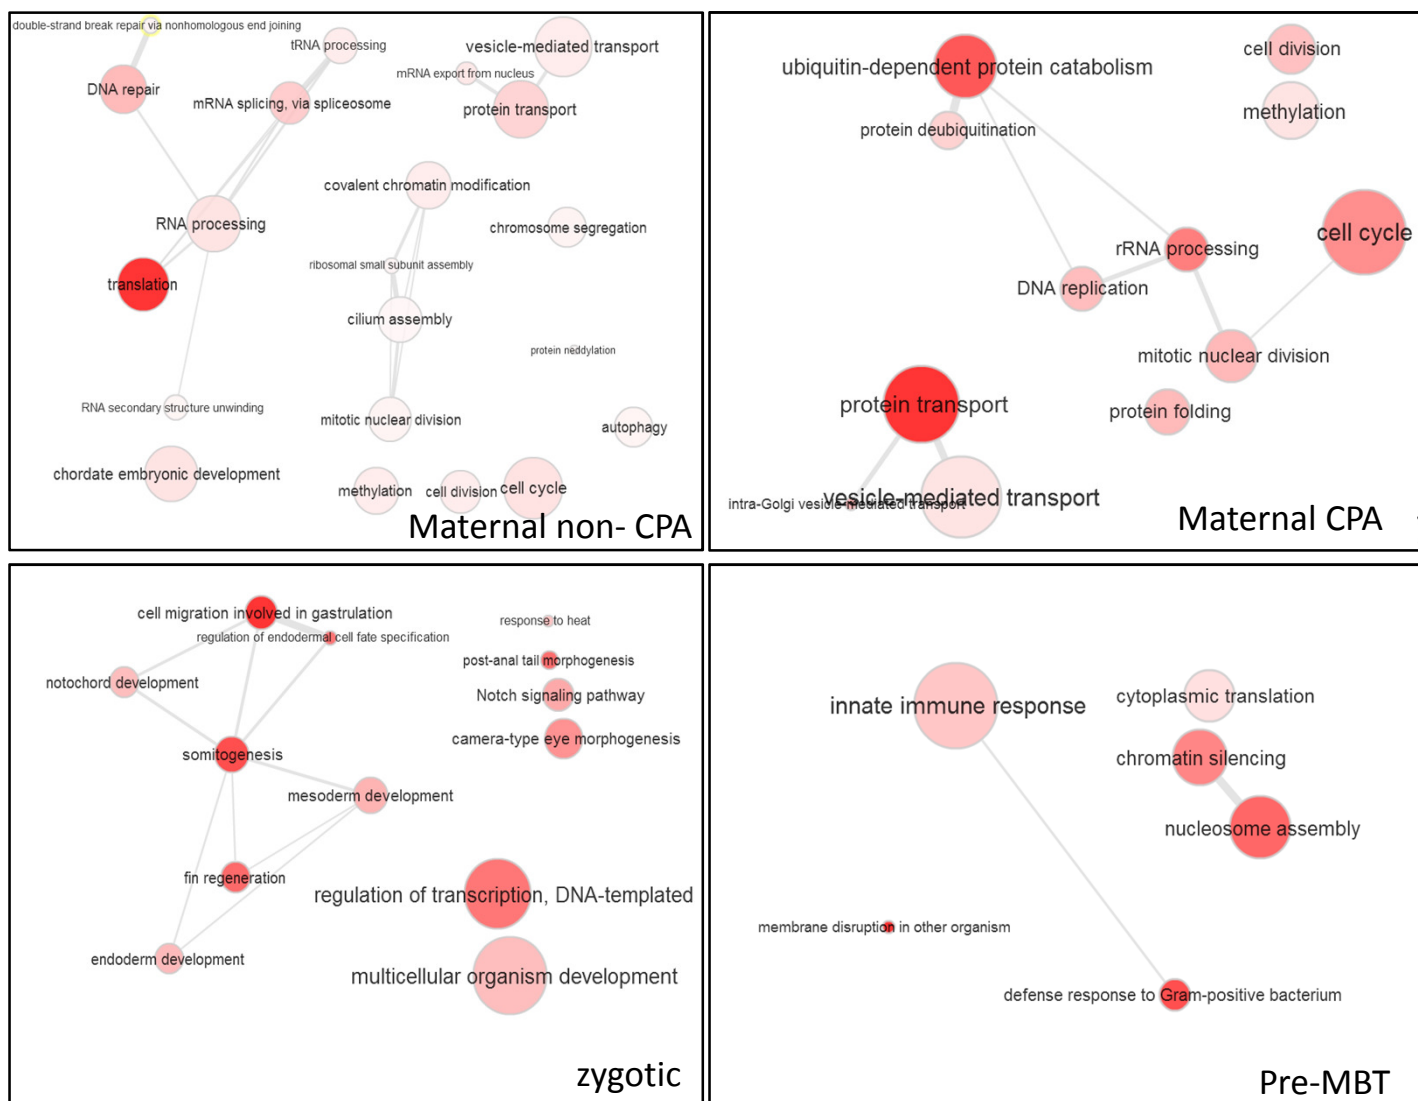 double-strand break repair via nonhomologous end joining
tRNA processing
vesicle-mediated transport
mRNA export from nucleus
DNA repair
mRNA splicing, via spliceosome
protein transport
covalent chromatin modification
RNA processing
chromosome segregation
ribosomal small subunit assembly
translation
cilium assembly
protein neddylation
RNA secondary structure unwinding
mitotic nuclear division
autophagy
chordate embryonic development
methylation
cell division
cell cycle
Maternal non- CPA
cell division
ubiquitin-dependent protein catabolism
methylation
protein deubiquitination
cell cycle
rRNA processing
DNA replication
mitotic nuclear division
protein transport
protein folding
vesicle-mediated transport
intra-Golgi vesicle-mediated transport
Maternal CPA
cell migration involved in gastrulation
response to heat
regulation of endodermal cell fate specification
post-anal tail morphogenesis
notochord development
Notch signaling pathway
camera-type eye morphogenesis
somitogenesis
mesoderm development
fin regeneration
regulation of transcription, DNA-templated
endoderm development
multicellular organism development
zygotic
innate immune response
cytoplasmic translation
chromatin silencing
nucleosome assembly
membrane disruption in other organism
defense response to Gram-positive bacterium
Pre-MBT